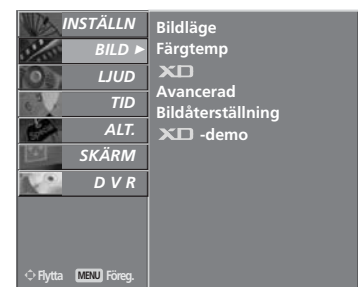 INSTÄLLN
BILD ►
LJUD
TID
ALT.
SKÄRM
D V R
Bildläge
Färgtemp
XD
Avancerad
Bildåterställning
XD -demo
Flytta MENU Föreg.